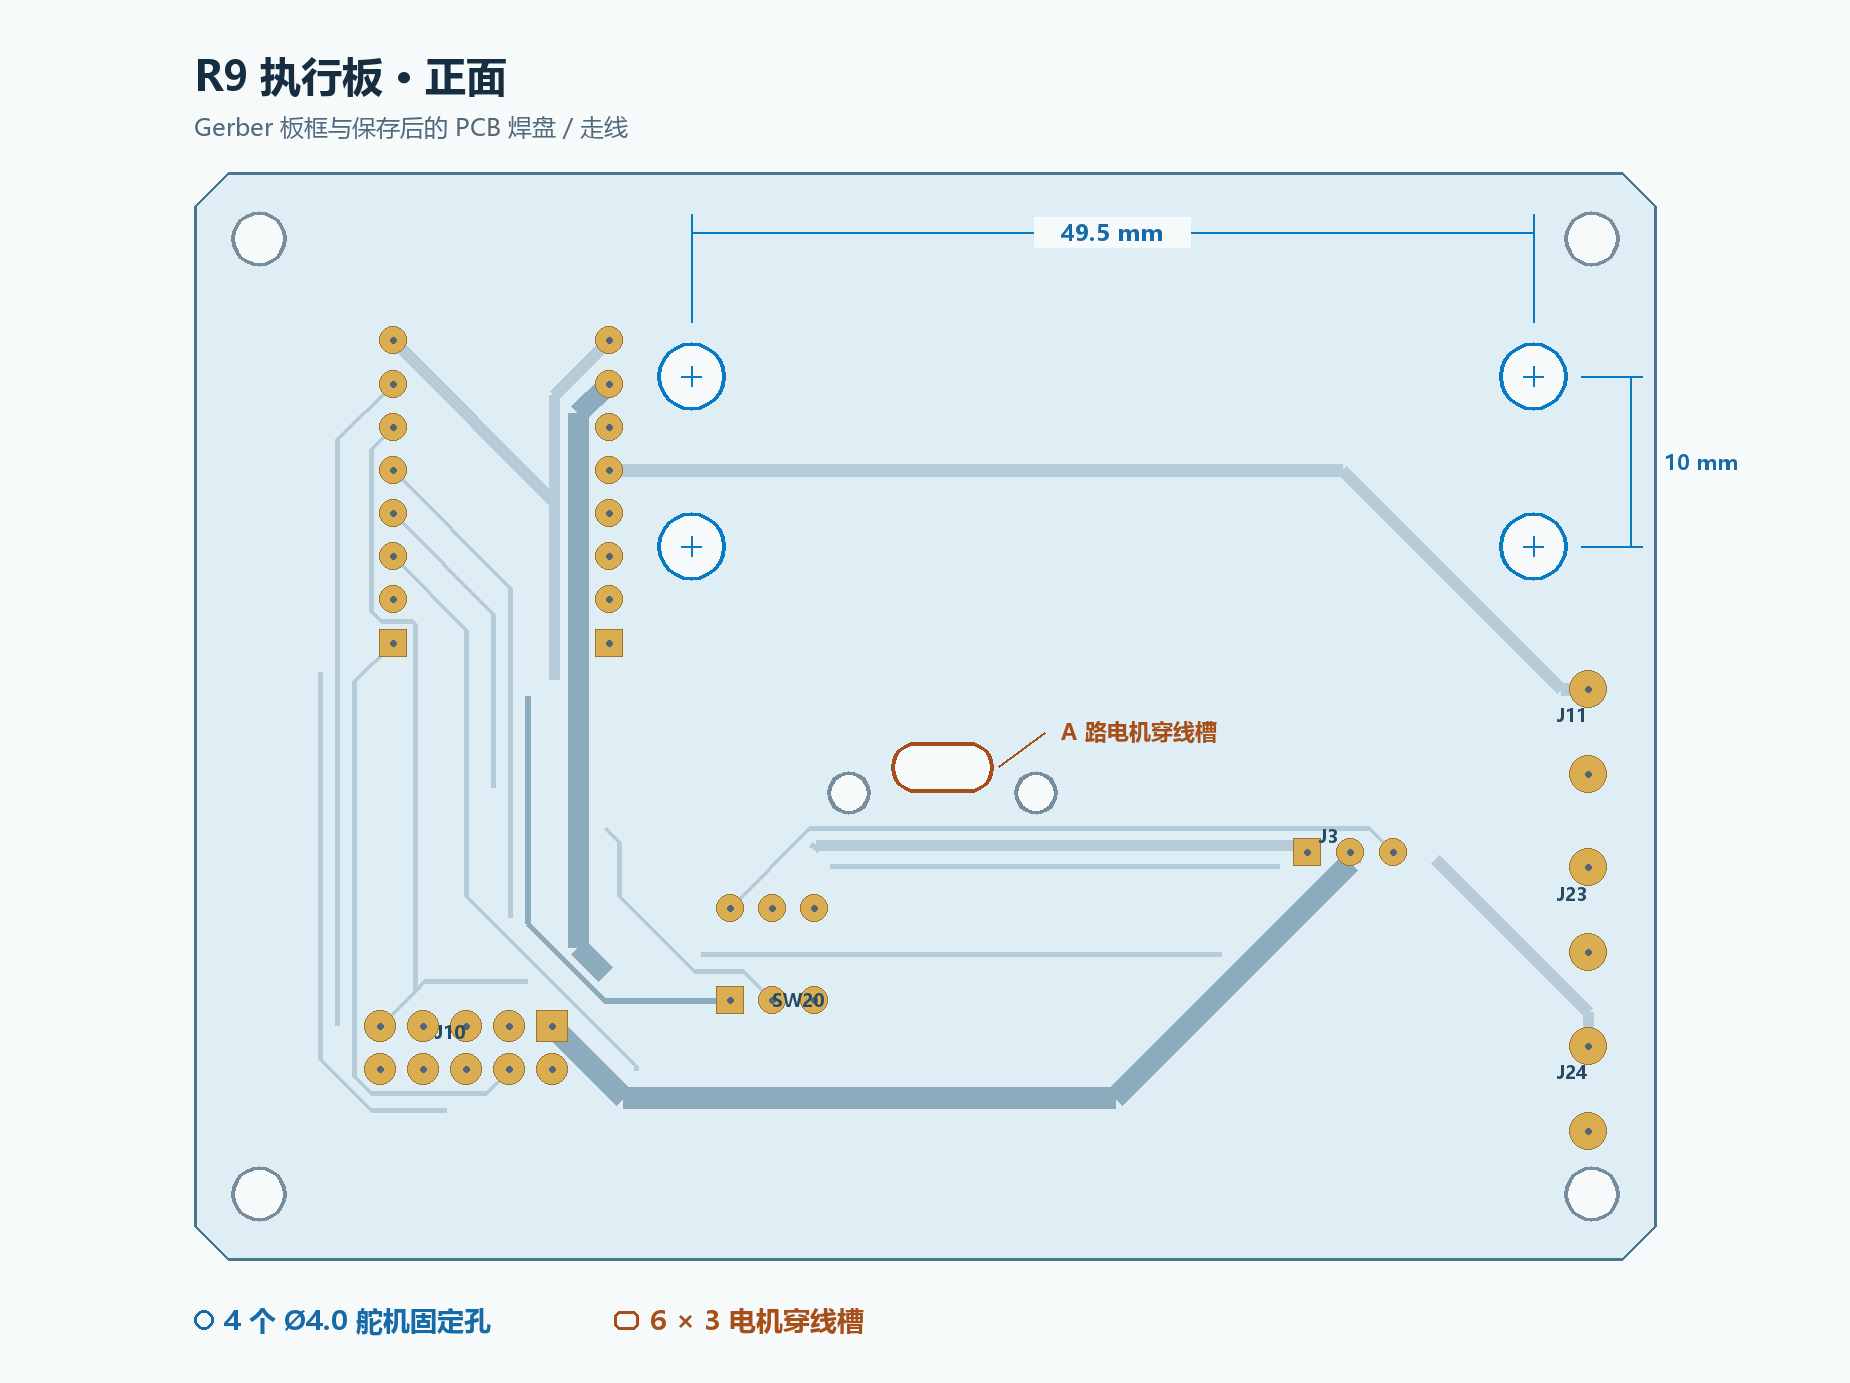 R9 执行板 • 正面
Gerber 板框与保存后的 PCB 焊盘 / 走线
49.5 mm
10 mm
J11
A 路电机穿线槽
J3
J23
SW20
J10
J24
4 个 Ø4.0 舵机固定孔
6 × 3 电机穿线槽